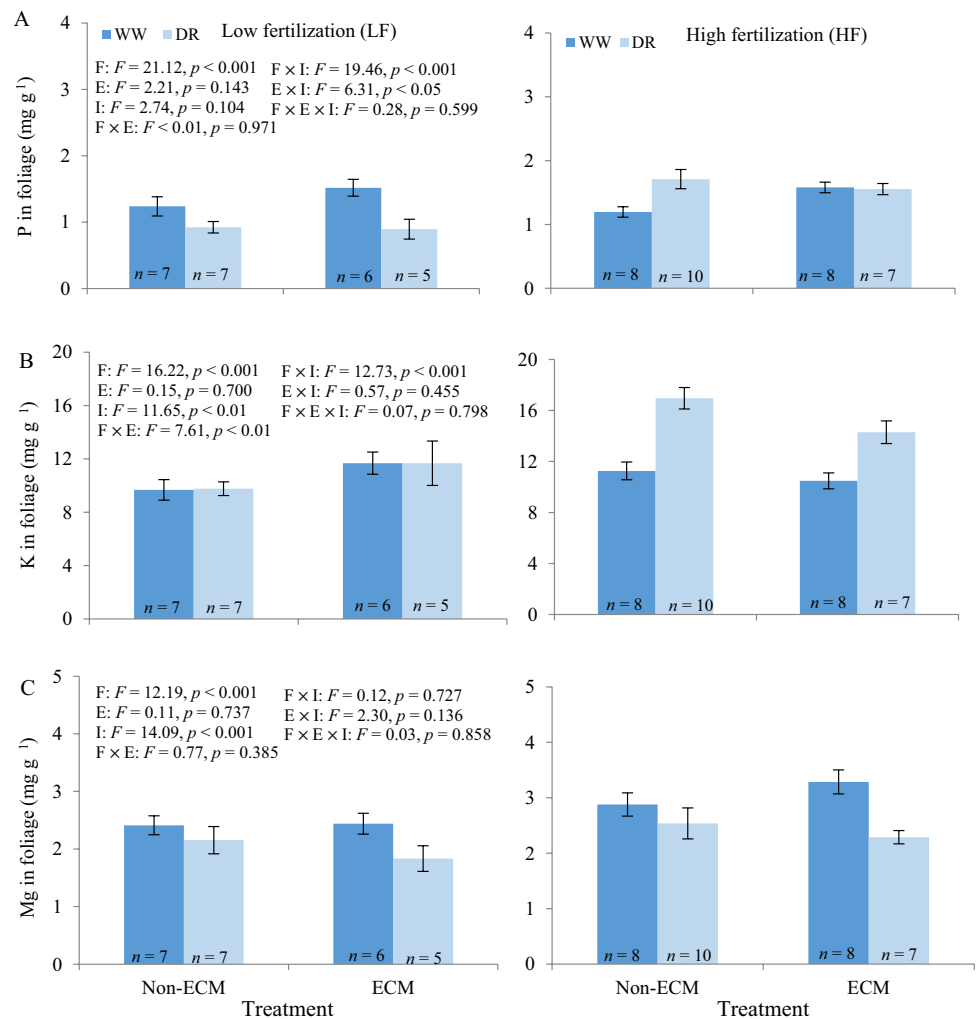 A
Low fertilization (LF)
High fertilization (HF)
WW DR
WW DR
F: F = 21.12, p < 0.001
E: F = 2.21, p = 0.143
I: F = 2.74, p = 0.104
F × E: F < 0.01, p = 0.971
F × I: F = 19.46, p < 0.001
E × I: F = 6.31, p < 0.05
F × E × I: F = 0.28, p = 0.599
P in foliage (mg g⁻¹)
4
3
2
1
0
n = 7
n = 7
n = 6
n = 5
4
3
2
1
0
n = 8
n = 10
n = 8
n = 7
B
F: F = 16.22, p < 0.001
E: F = 0.15, p = 0.700
I: F = 11.65, p < 0.01
F × E: F = 7.61, p < 0.01
F × I: F = 12.73, p < 0.001
E × I: F = 0.57, p = 0.455
F × E × I: F = 0.07, p = 0.798
K in foliage (mg g⁻¹)
20
16
12
8
4
0
n = 7
n = 7
n = 6
n = 5
20
16
12
8
4
0
n = 8
n = 10
n = 8
n = 7
C
F: F = 12.19, p < 0.001
E: F = 0.11, p = 0.737
I: F = 14.09, p < 0.001
F × E: F = 0.77, p = 0.385
F × I: F = 0.12, p = 0.727
E × I: F = 2.30, p = 0.136
F × E × I: F = 0.03, p = 0.858
Mg in foliage (mg g⁻¹)
5
4
3
2
1
0
n = 7
n = 7
n = 6
n = 5
5
4
3
2
1
0
n = 8
n = 10
n = 8
n = 7
Non-ECM
ECM
Treatment
Non-ECM
ECM
Treatment